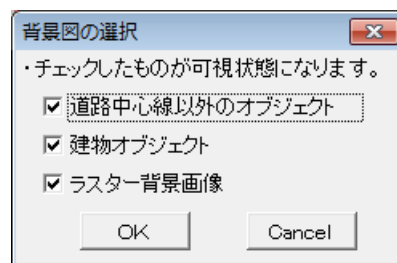 背景図の選択
・チェックしたものが可視状態になります。
道路中心線以外のオブジェクト
建物オブジェクト
ラスター背景画像
OK Cancel